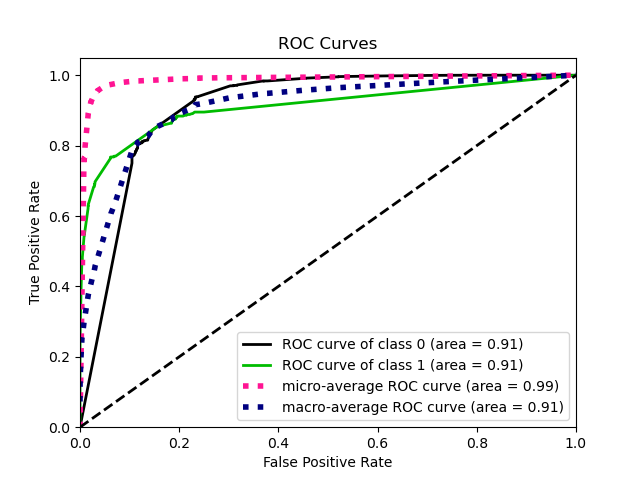 ROC Curves
True Positive Rate
1.0
0.8
0.6
0.4
0.2
0.0
ROC curve of class 0 (area = 0.91)
ROC curve of class 1 (area = 0.91)
micro-average ROC curve (area = 0.99)
macro-average ROC curve (area = 0.91)
0.0 0.2 0.4 0.6 0.8 1.0
False Positive Rate